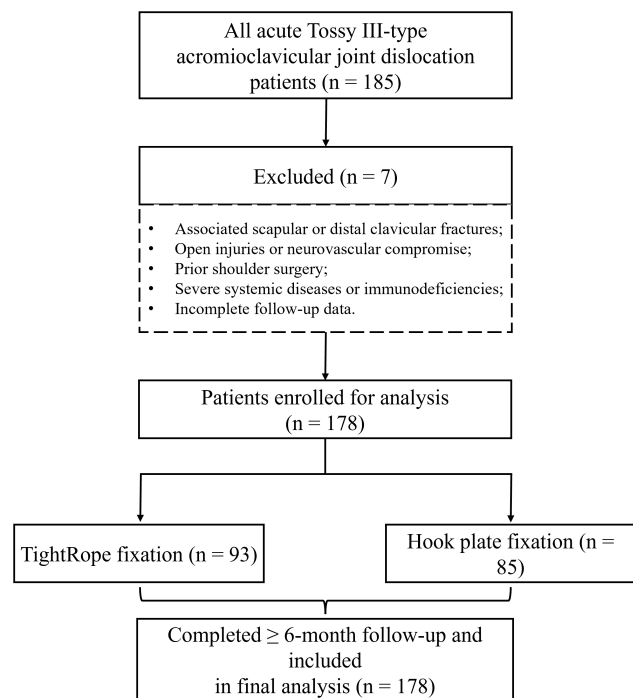 All acute Tossy III-type
acromioclavicular joint dislocation
patients (n = 185)
Excluded (n = 7)
• Associated scapular or distal clavicular fractures;
• Open injuries or neurovascular compromise;
• Prior shoulder surgery;
• Severe systemic diseases or immunodeficiencies;
• Incomplete follow-up data.
Patients enrolled for analysis
(n = 178)
TightRope fixation (n = 93)
Hook plate fixation (n =
85)
Completed ≥ 6-month follow-up and
included
in final analysis (n = 178)